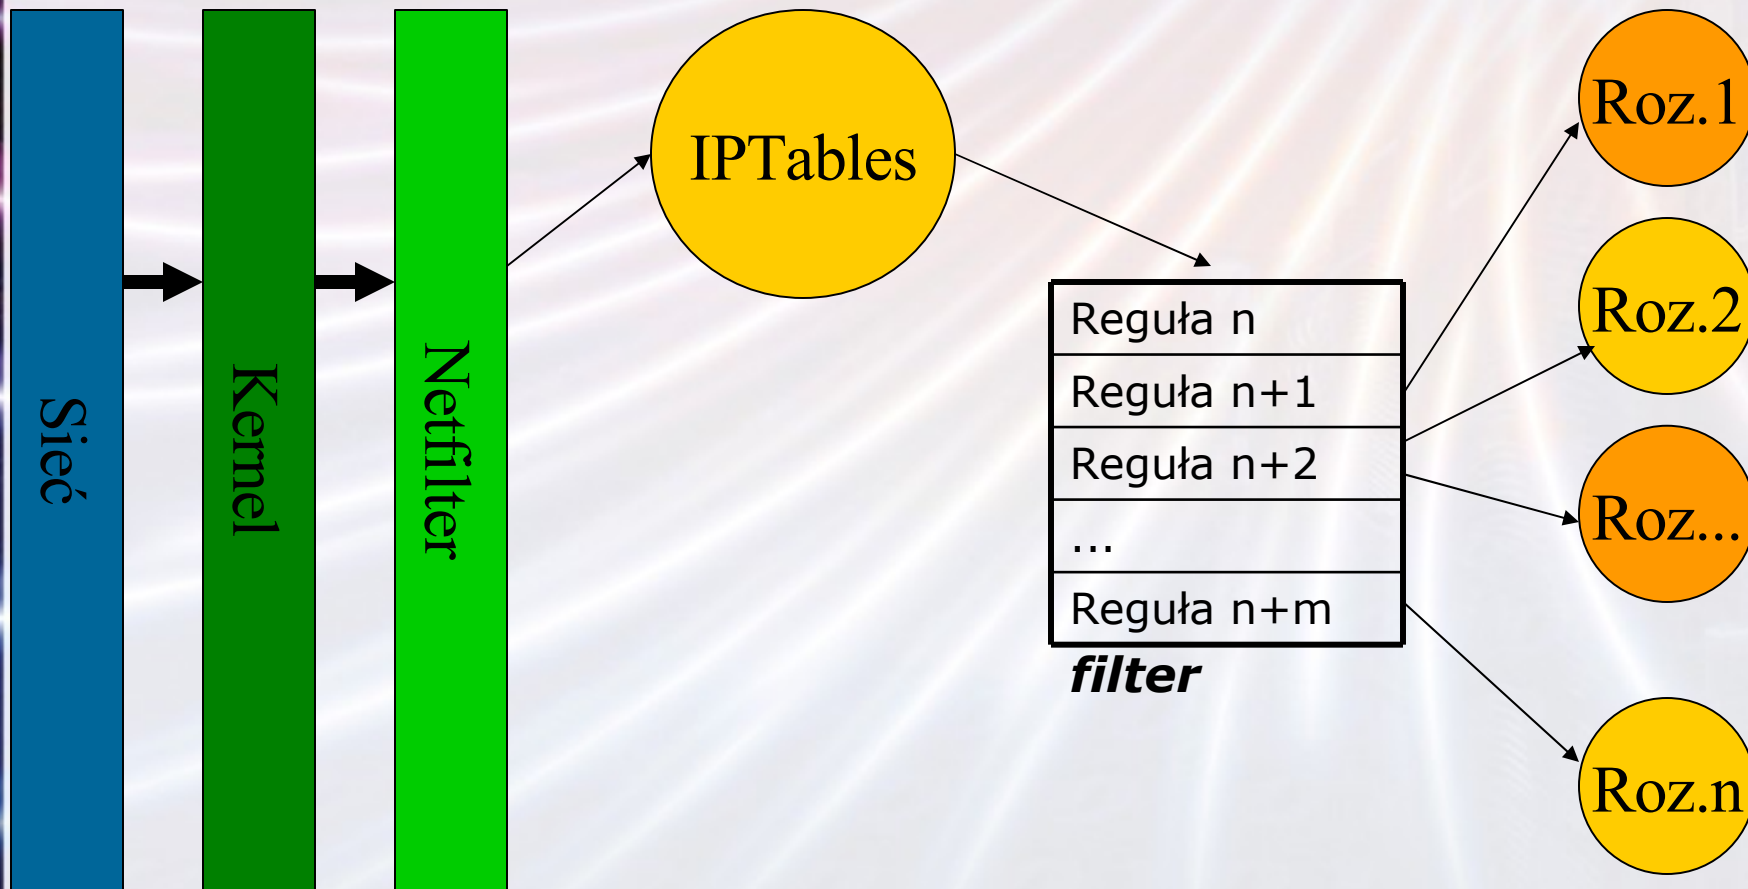 Sieć
Kernel
Netfilter
IPTables
Reguła n
Reguła n+1
Reguła n+2
...
Reguła n+m
filter
Roz.1
Roz.2
Roz...
Roz.n